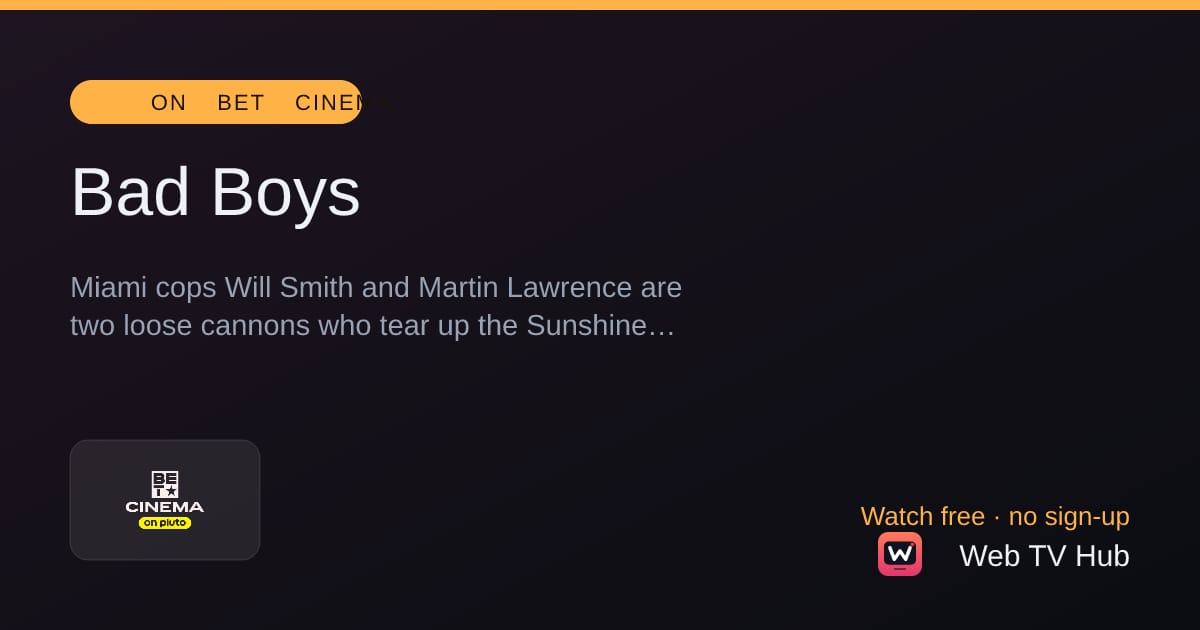 ON BET CINEMA
Bad Boys
Miami cops Will Smith and Martin Lawrence are
two loose cannons who tear up the Sunshine…
BET
CINEMA
on pluto
Watch free · no sign-up
W
Web TV Hub